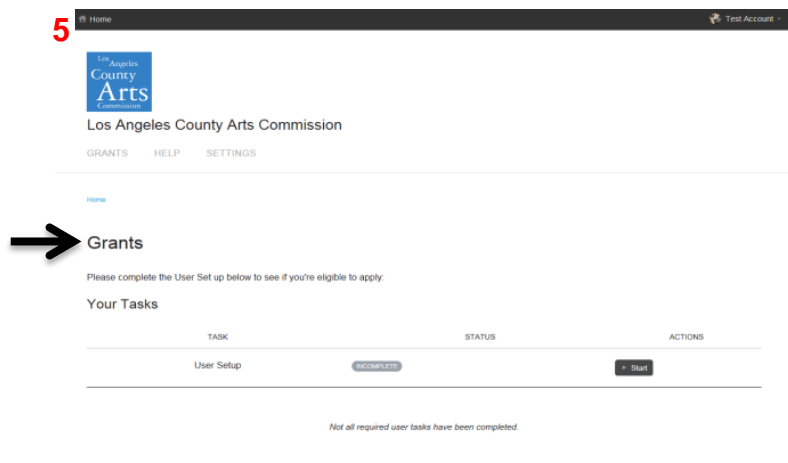 5
Home
Test Account
Los Angeles
County
Arts
Commission
Los Angeles County Arts Commission
GRANTS HELP SETTINGS
Home
Grants
Please complete the User Set up below to see if you're eligible to apply:
Your Tasks
TASK STATUS ACTIONS
User Setup INCOMPLETE Start
Not all required user tasks have been completed.